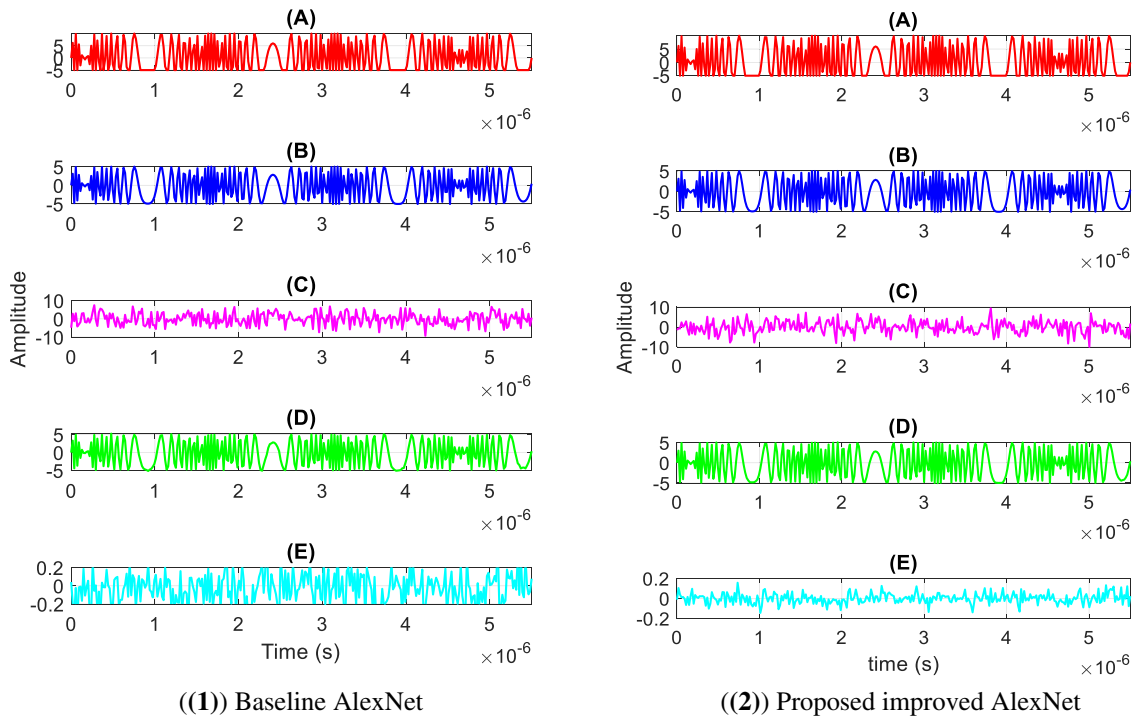 (A)
5
0
-5
0 1 2 3 4 5
×10-6
(B)
5
0
-5
0 1 2 3 4 5
×10-6
(C)
10
0
-10
0 1 2 3 4 5
×10-6
(D)
5
0
-5
0 1 2 3 4 5
×10-6
(E)
0.2
0
-0.2
0 1 2 3 4 5
Time (s)
×10-6
Amplitude
((1)) Baseline AlexNet
(A)
5
0
-5
0 1 2 3 4 5
×10-6
(B)
5
0
-5
0 1 2 3 4 5
×10-6
(C)
10
0
-10
0 1 2 3 4 5
×10-6
(D)
5
0
-5
0 1 2 3 4 5
×10-6
(E)
0.2
0
-0.2
0 1 2 3 4 5
time (s)
×10-6
Amplitude
((2)) Proposed improved AlexNet